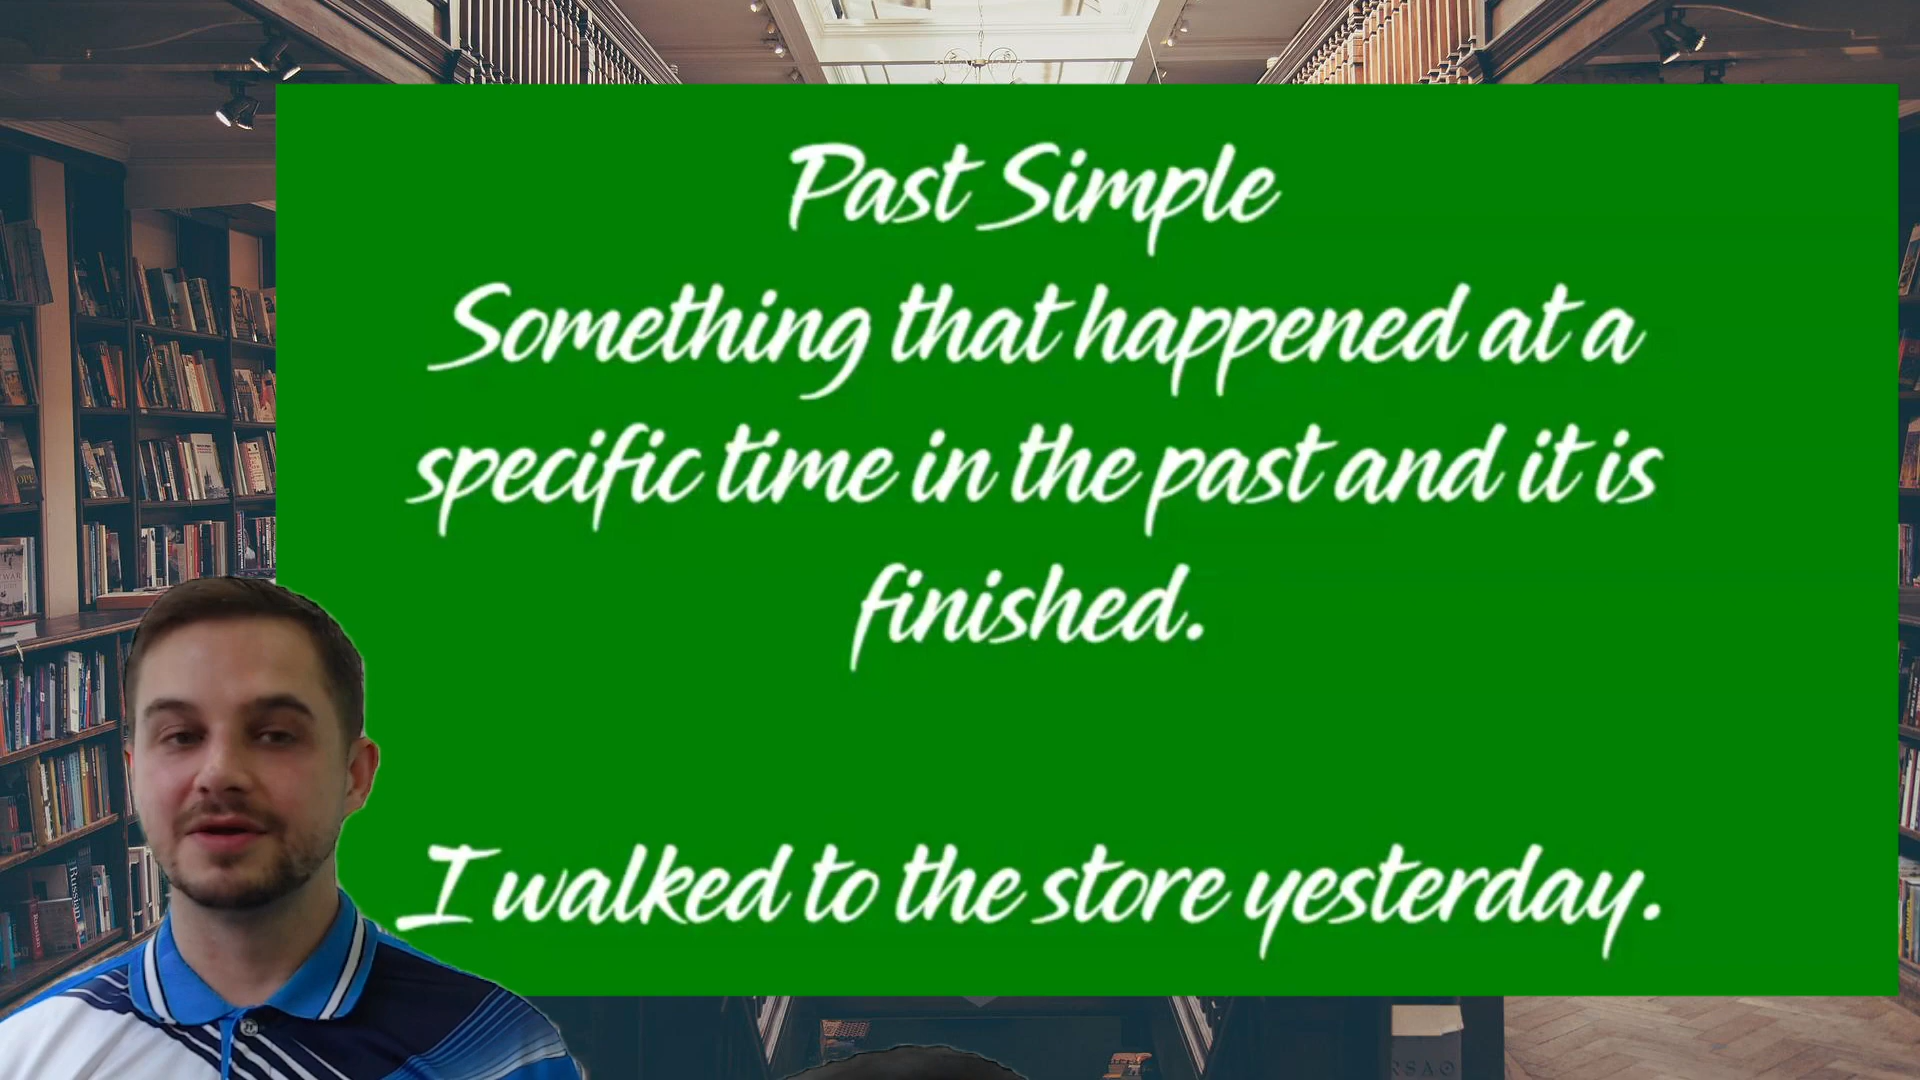 Past Simple
Something that happened at a
specific time in the past and it is
finished.
I walked to the store yesterday.
Russian